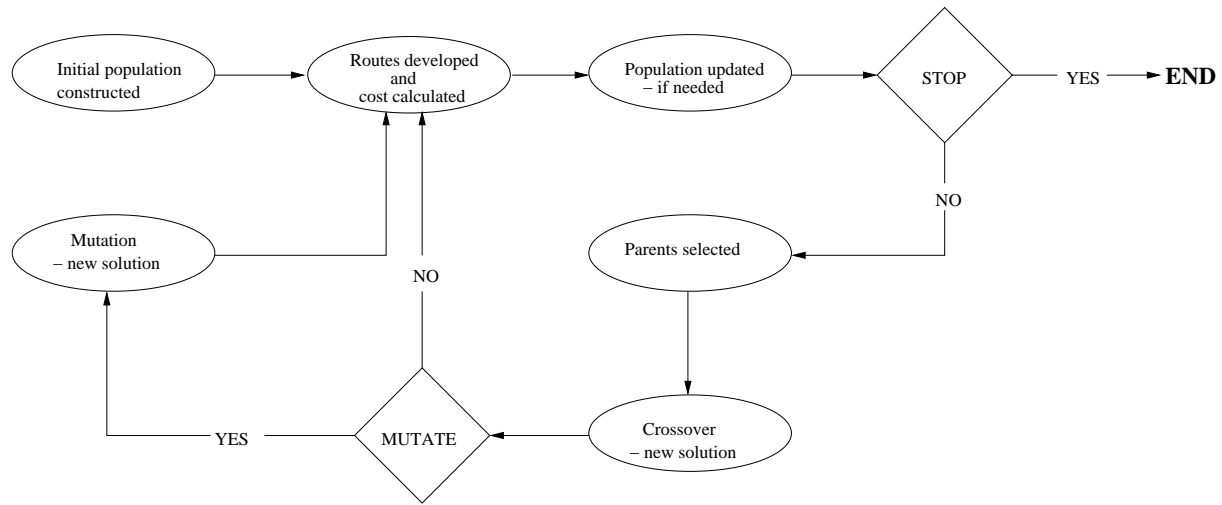 Initial population
constructed
Routes developed
and
cost calculated
Population updated
– if needed
STOP
YES
END
NO
Mutation
– new solution
Parents selected
NO
Crossover
– new solution
MUTATE
YES